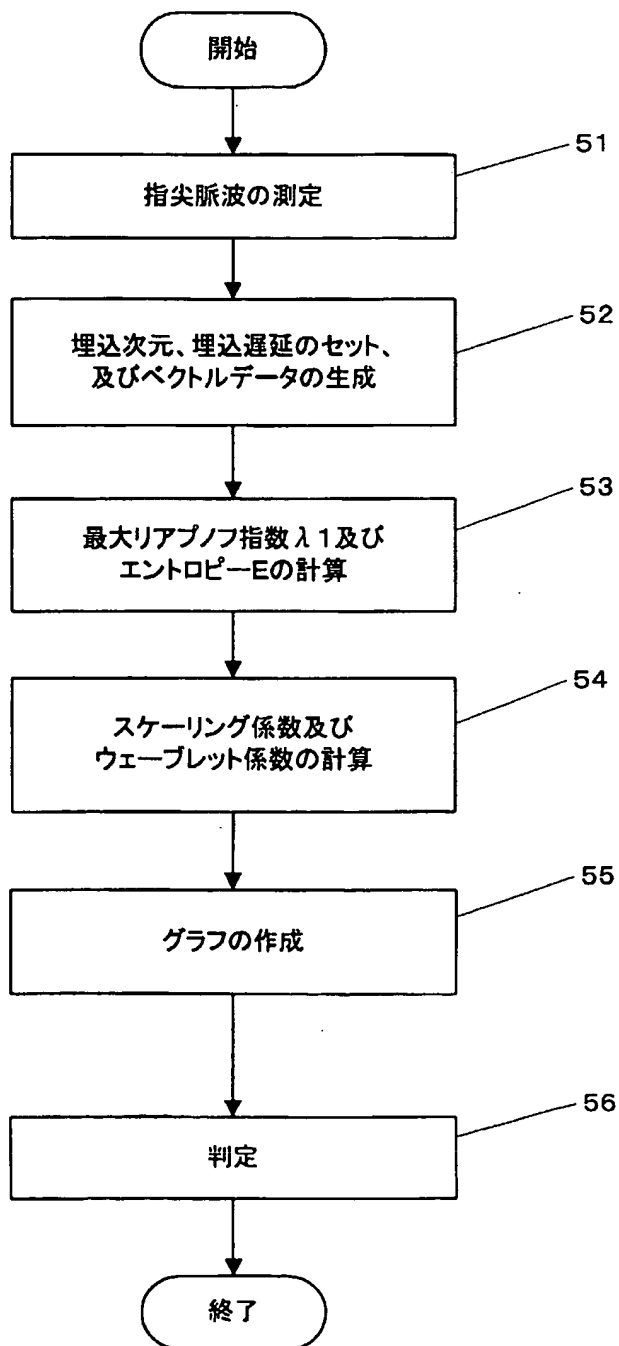 開始
51
指尖脈波の測定
52
埋込次元、埋込遅延のセット、
及びベクトルデータの生成
53
最大リアプノフ指数λ1及び
エントロピーEの計算
54
スケーリング係数及び
ウェーブレット係数の計算
55
グラフの作成
56
判定
終了